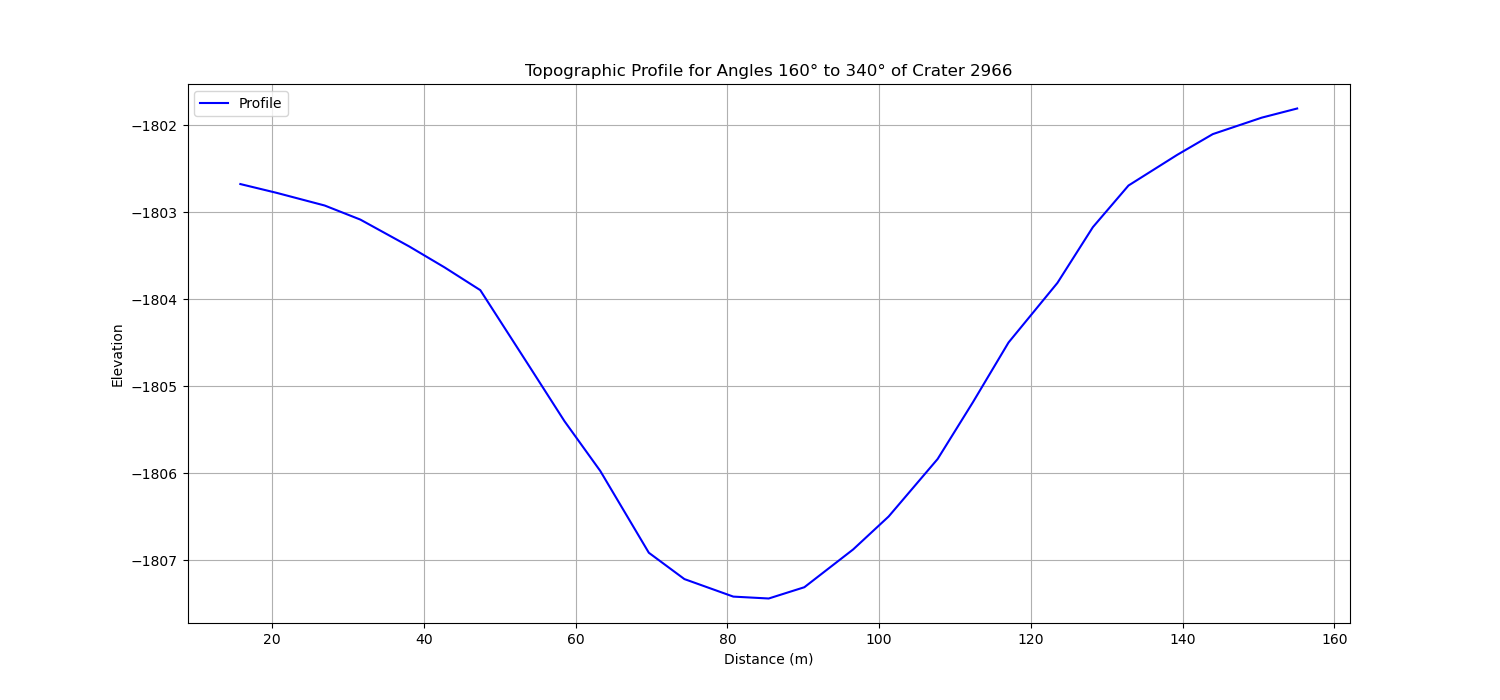 Topographic Profile for Angles 160° to 340° of Crater 2966
Profile
−1802
−1803
−1804
−1805
−1806
−1807
Elevation
20 40 60 80 100 120 140 160
Distance (m)